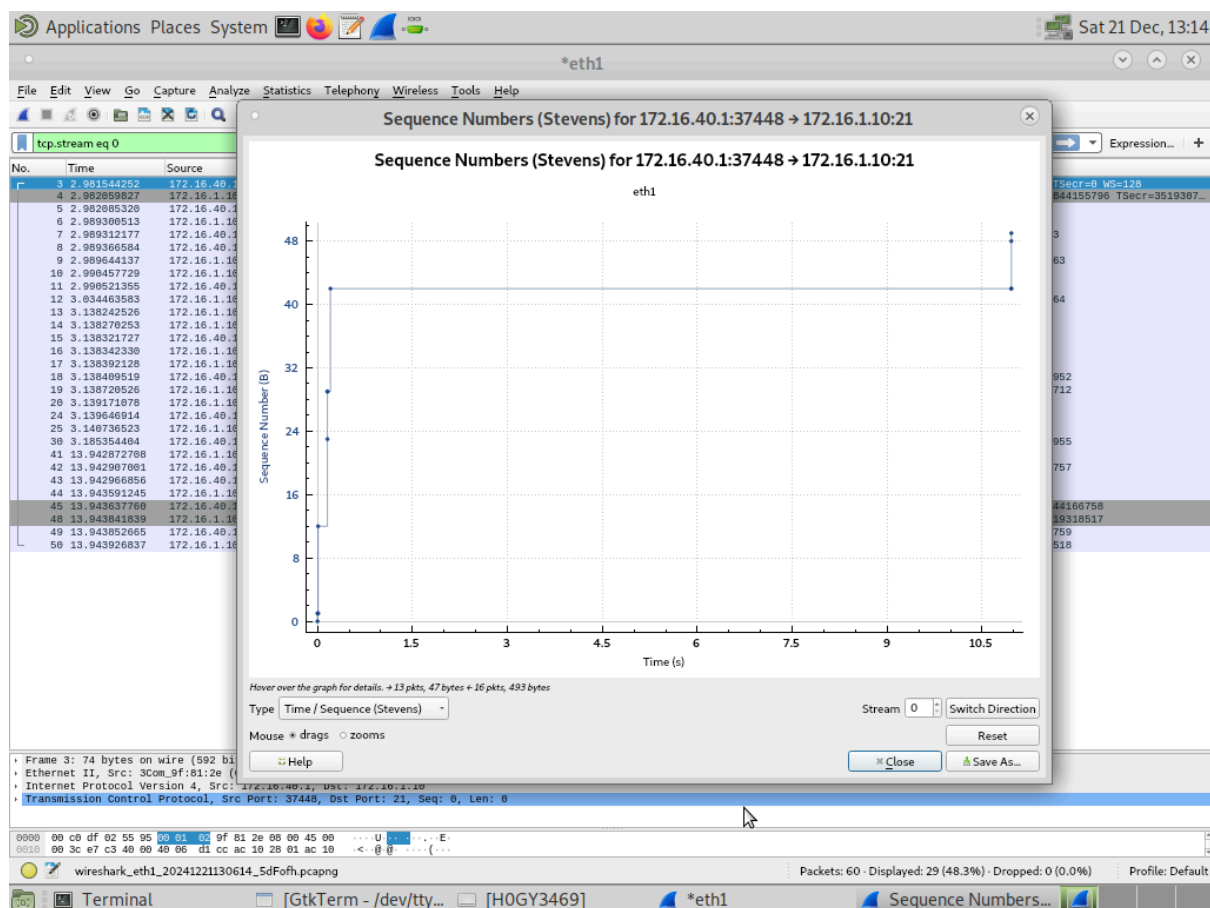 Applications Places System Sat 21 Dec, 13:14
*eth1
File Edit View Go Capture Analyze Statistics Telephony Wireless Tools Help
Sequence Numbers (Stevens) for 172.16.40.1:37448 → 172.16.1.10:21
tcp.stream eq 0 Expression... +
No. Time Source
3 2.981544252 172.16.40.1 TSecr=0 WS=128
4 2.982059827 172.16.1.10 844155796 TSecr=3519307...
5 2.982085320 172.16.40.1
6 2.989300513 172.16.1.10
7 2.989312177 172.16.40.1 3
8 2.989366584 172.16.40.1
9 2.989644137 172.16.1.10 63
10 2.990457729 172.16.1.10
11 2.990521355 172.16.40.1
12 3.034463583 172.16.1.10 64
13 3.138242526 172.16.1.10
14 3.138270253 172.16.1.10
15 3.138321727 172.16.40.1
16 3.138342330 172.16.1.10
17 3.138392128 172.16.1.10
18 3.138409519 172.16.40.1 952
19 3.138720526 172.16.1.10 712
20 3.139171078 172.16.1.10
24 3.139646914 172.16.40.1
25 3.140736523 172.16.1.10
30 3.185354404 172.16.40.1 955
41 13.942872708 172.16.1.10
42 13.942907001 172.16.40.1 757
43 13.942966856 172.16.40.1
44 13.943591245 172.16.1.10
45 13.943637760 172.16.40.1 44166758
48 13.943841839 172.16.1.10 19318517
49 13.943852665 172.16.40.1 759
50 13.943926837 172.16.1.10 518
Sequence Numbers (Stevens) for 172.16.40.1:37448 → 172.16.1.10:21
eth1
48
40
32
24
16
8
0
Sequence Number (B)
0 1.5 3 4.5 6 7.5 9 10.5
Time (s)
Hover over the graph for details. → 13 pkts, 47 bytes ← 16 pkts, 493 bytes
Type Time / Sequence (Stevens) Stream 0 Switch Direction
Mouse drags zooms Reset
Help Close Save As...
Frame 3: 74 bytes on wire (592 bi
Ethernet II, Src: 3Com_9f:81:2e (
Internet Protocol Version 4, Src: 172.16.40.1, Dst: 172.16.1.10
Transmission Control Protocol, Src Port: 37448, Dst Port: 21, Seq: 0, Len: 0
0000 00 c0 df 02 55 95 00 01 02 9f 81 2e 08 00 45 00 ····U··· ···.··E·
0010 00 3c e7 c3 40 00 40 06 d1 cc ac 10 28 01 ac 10 ·<··@·@· ····(···
wireshark_eth1_20241221130614_5dFofh.pcapng Packets: 60 · Displayed: 29 (48.3%) · Dropped: 0 (0.0%) Profile: Default
Terminal [GtkTerm - /dev/tty... [H0GY3469] *eth1 Sequence Numbers...